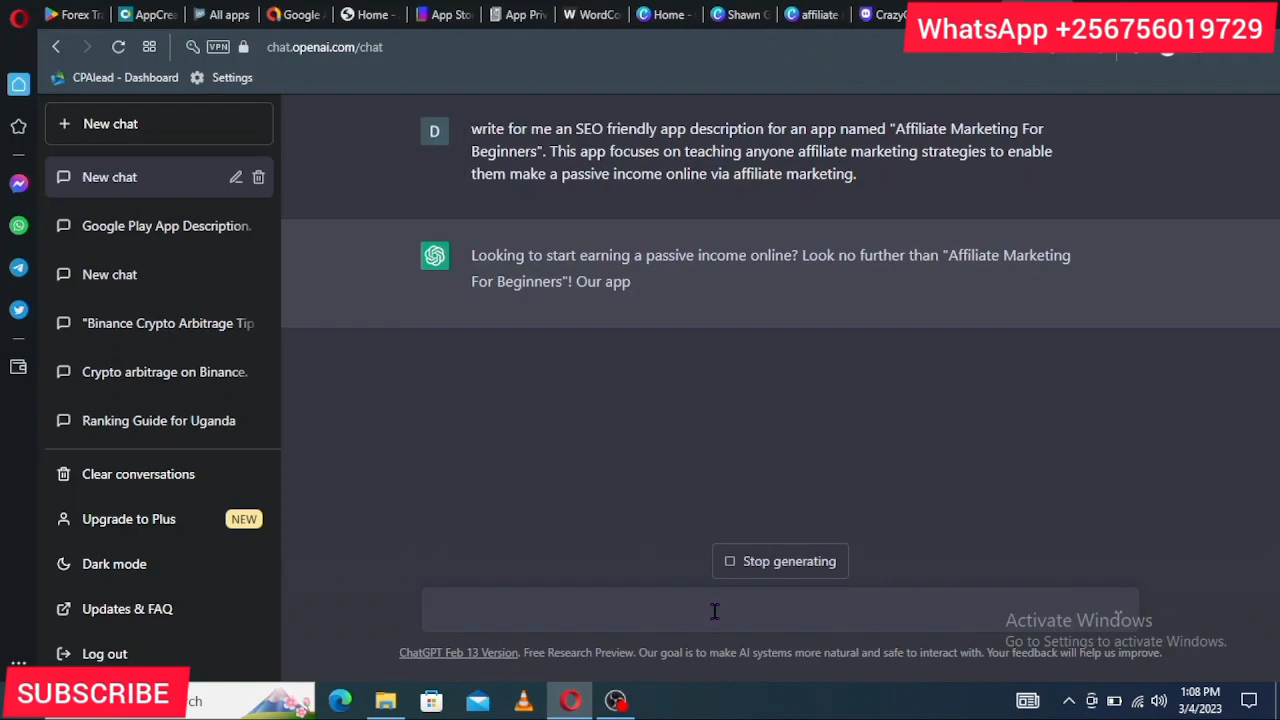 Forex Tr
AppCrea
All apps
Google A
Home -
App Stor
App Priv
WordCo
Home -
Shawn G
affiliate
CrazyG
WhatsApp +256756019729
VPN
chat.openai.com/chat
CPAlead - Dashboard
Settings
+ New chat
New chat
Google Play App Description.
New chat
"Binance Crypto Arbitrage Tip
Crypto arbitrage on Binance.
Ranking Guide for Uganda
Clear conversations
Upgrade to Plus NEW
Dark mode
Updates & FAQ
Log out
D
write for me an SEO friendly app description for an app named "Affiliate Marketing For
Beginners". This app focuses on teaching anyone affiliate marketing strategies to enable
them make a passive income online via affiliate marketing.
Looking to start earning a passive income online? Look no further than "Affiliate Marketing
For Beginners"! Our app
Stop generating
Activate Windows
Go to Settings to activate Windows.
ChatGPT Feb 13 Version. Free Research Preview. Our goal is to make AI systems more natural and safe to interact with. Your feedback will help us improve.
SUBSCRIBE
rch
1:08 PM
3/4/2023